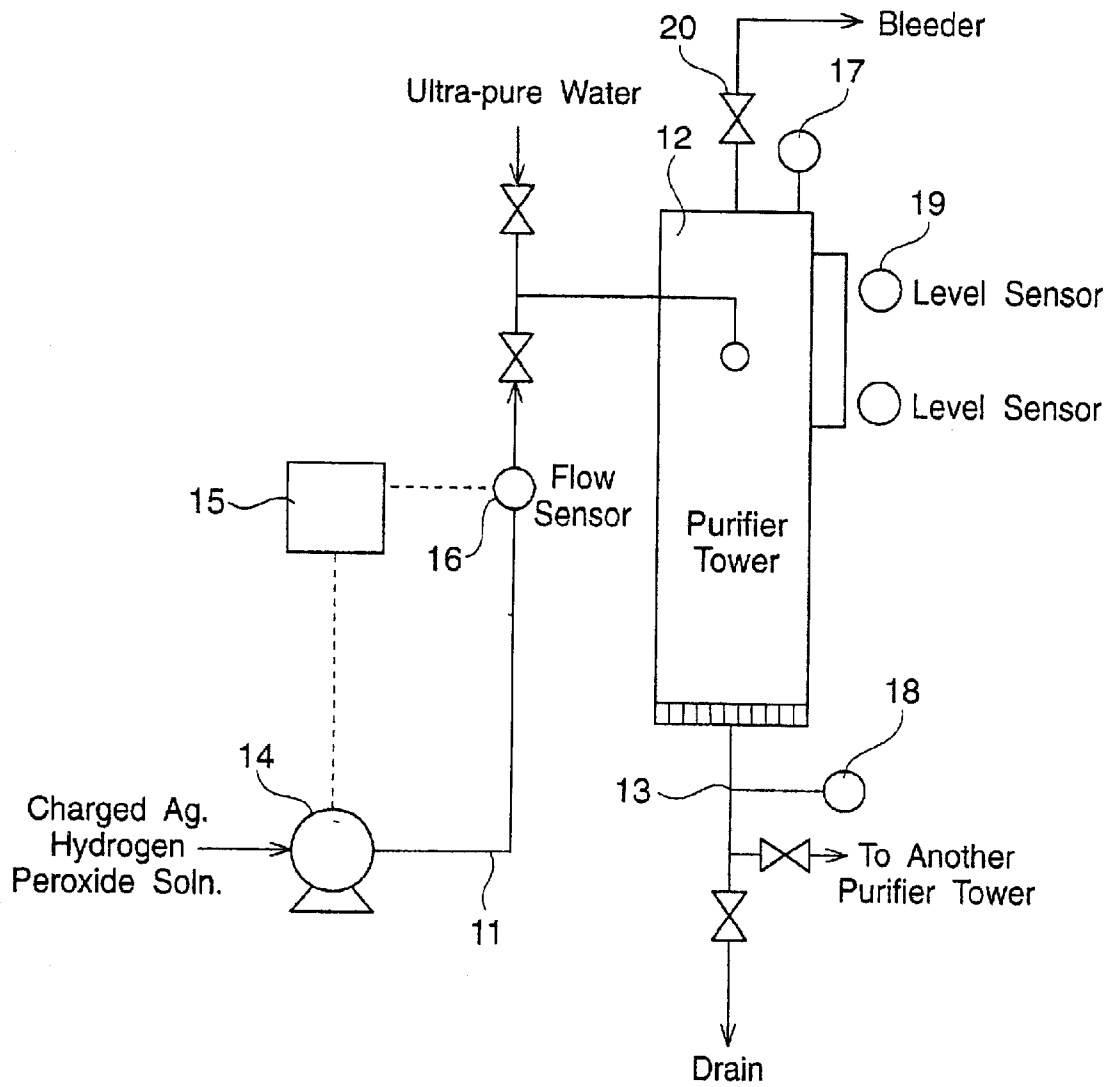 20
Bleeder
17
Ultra-pure Water
12
19
Level Sensor
Level Sensor
15
Flow
Sensor
16
Purifier
Tower
18
14
13
Charged Ag.
Hydrogen
Peroxide Soln.
11
To Another
Purifier Tower
Drain